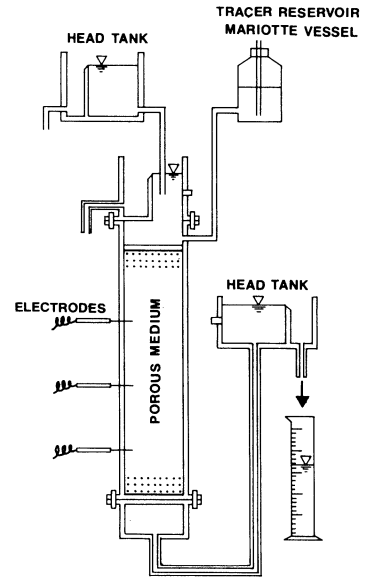 TRACER RESERVOIR
MARIOTTE VESSEL
HEAD TANK
HEAD TANK
ELECTRODES
POROUS MEDIUM